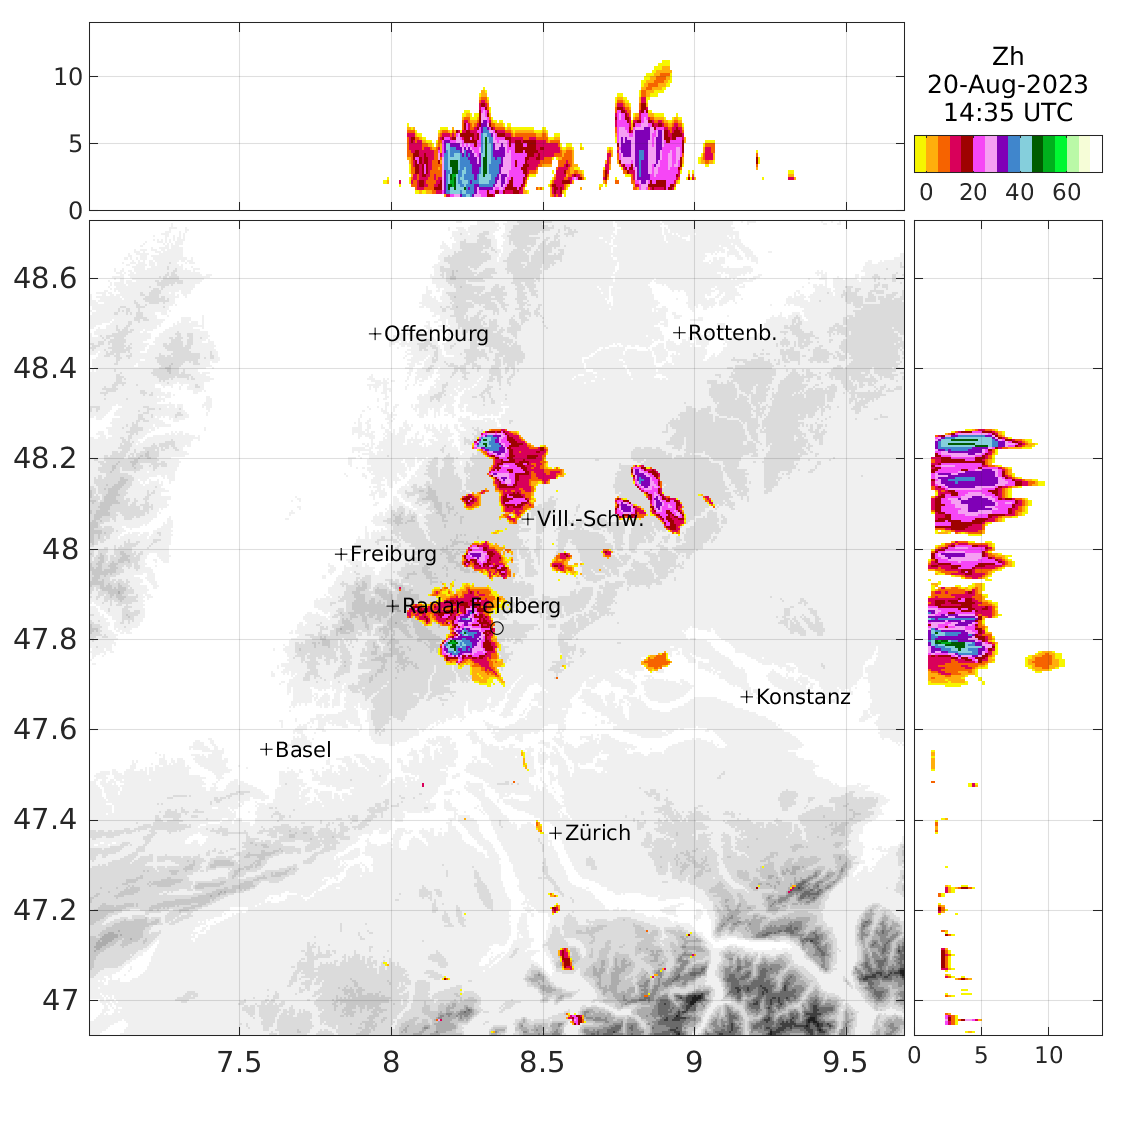 10
5
0
Zh
20-Aug-2023
14:35 UTC
0 20 40 60
48.6
48.4
48.2
48
47.8
47.6
47.4
47.2
47
+Offenburg
+Rottenb.
+Vill.-Schw.
+Freiburg
+Radar Feldberg
+Konstanz
+Basel
+Zürich
7.5 8 8.5 9 9.5
0 5 10